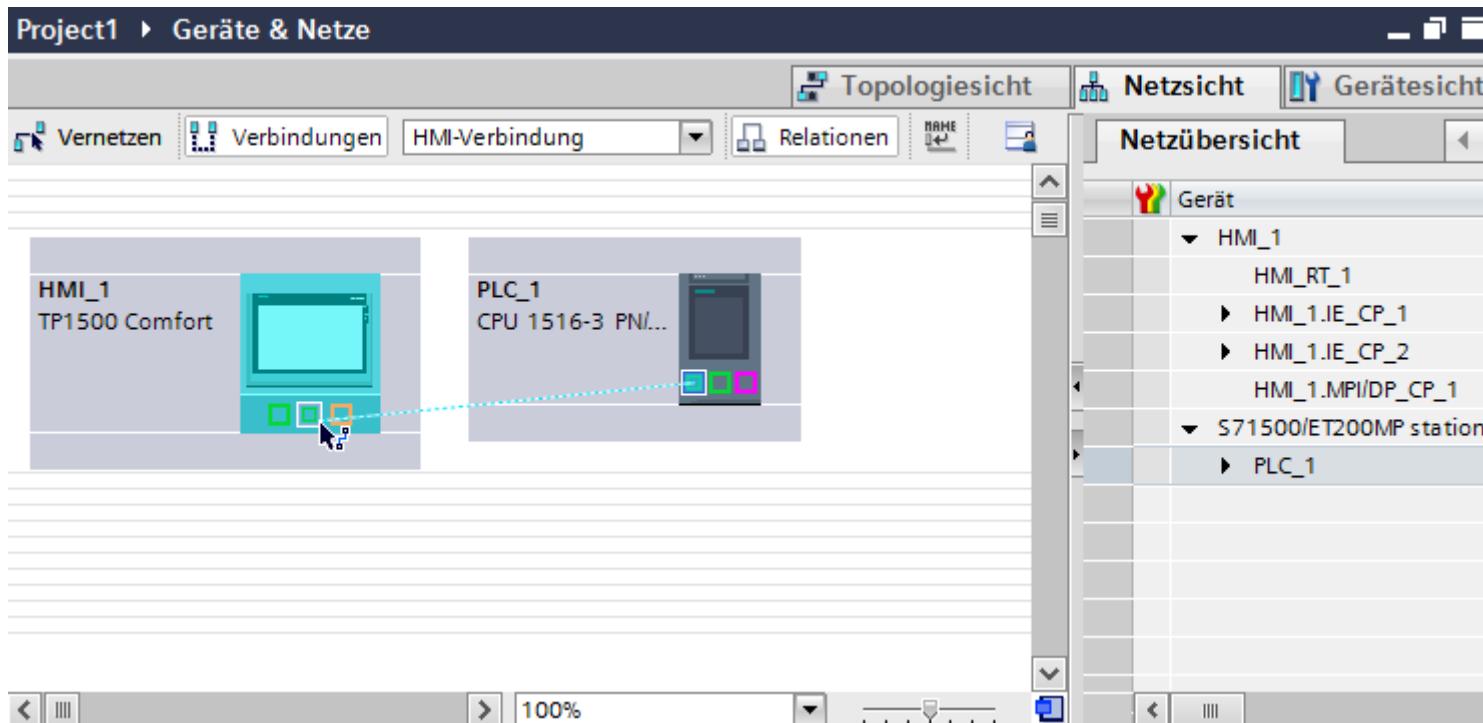 Project1 ▸ Geräte & Netze
Topologiesicht
Netzsicht
Gerätesicht
Vernetzen
Verbindungen
HMI-Verbindung
Relationen
NAME
Netzübersicht
Gerät
HMI_1
HMI_RT_1
HMI_1.IE_CP_1
HMI_1.IE_CP_2
HMI_1.MPI/DP_CP_1
S71500/ET200MP station
PLC_1
HMI_1
TP1500 Comfort
PLC_1
CPU 1516-3 PN/...
100%